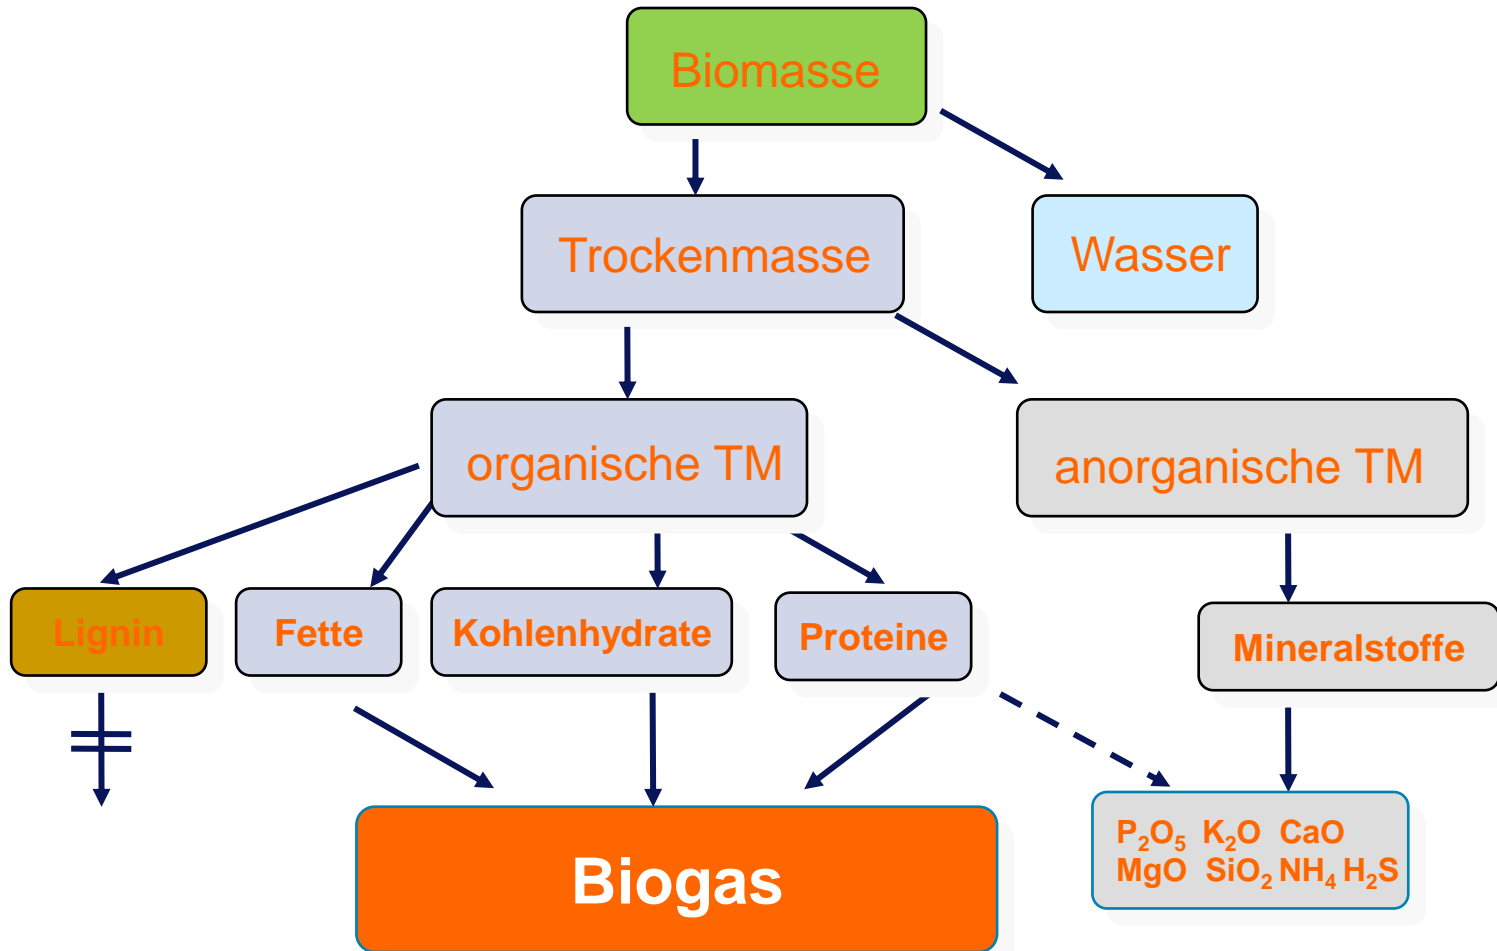 Biomasse
Trockenmasse
Wasser
organische TM
anorganische TM
Lignin
Fette
Kohlenhydrate
Proteine
Mineralstoffe
P₂O₅ K₂O CaO
MgO SiO₂ NH₄ H₂S
Biogas